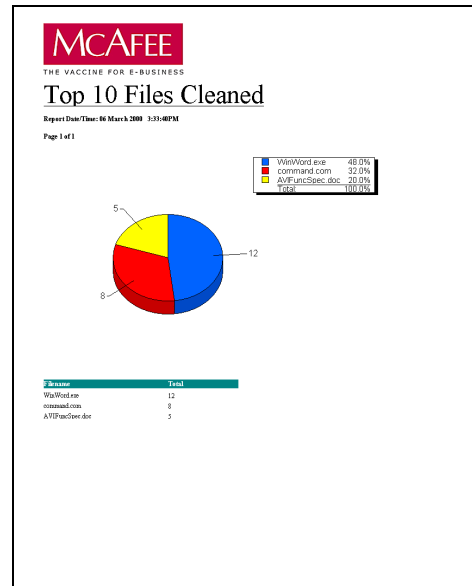 McAFEE
THE VACCINE FOR E-BUSINESS
Top 10 Files Cleaned
Report Date/Time: 06 March 2000 3:33:40PM
Page 1 of 1
WinWord.exe 48.0%
command.com 32.0%
AVIFuncSpec.doc 20.0%
Total 100.0%
5
12
8
Filename Total
WinWord.exe 12
command.com 8
AVIFuncSpec.doc 5